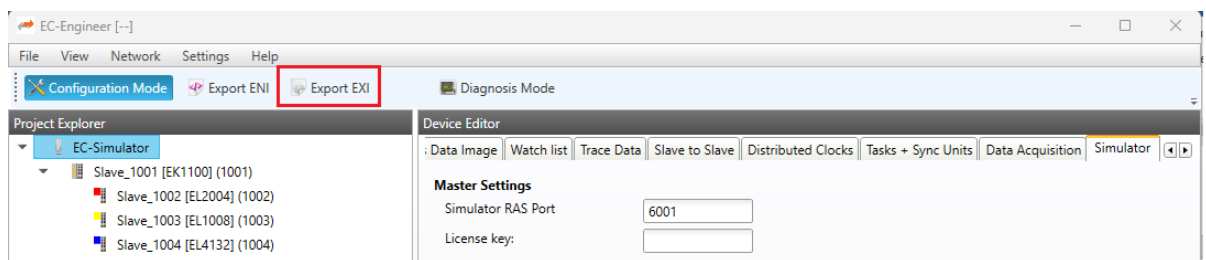 EC-Engineer [--]
File View Network Settings Help
Configuration Mode Export ENI Export EXI Diagnosis Mode
Project Explorer
EC-Simulator
Slave_1001 [EK1100] (1001)
Slave_1002 [EL2004] (1002)
Slave_1003 [EL1008] (1003)
Slave_1004 [EL4132] (1004)
Device Editor
Data Image Watch list Trace Data Slave to Slave Distributed Clocks Tasks + Sync Units Data Acquisition Simulator
Master Settings
Simulator RAS Port 6001
License key: